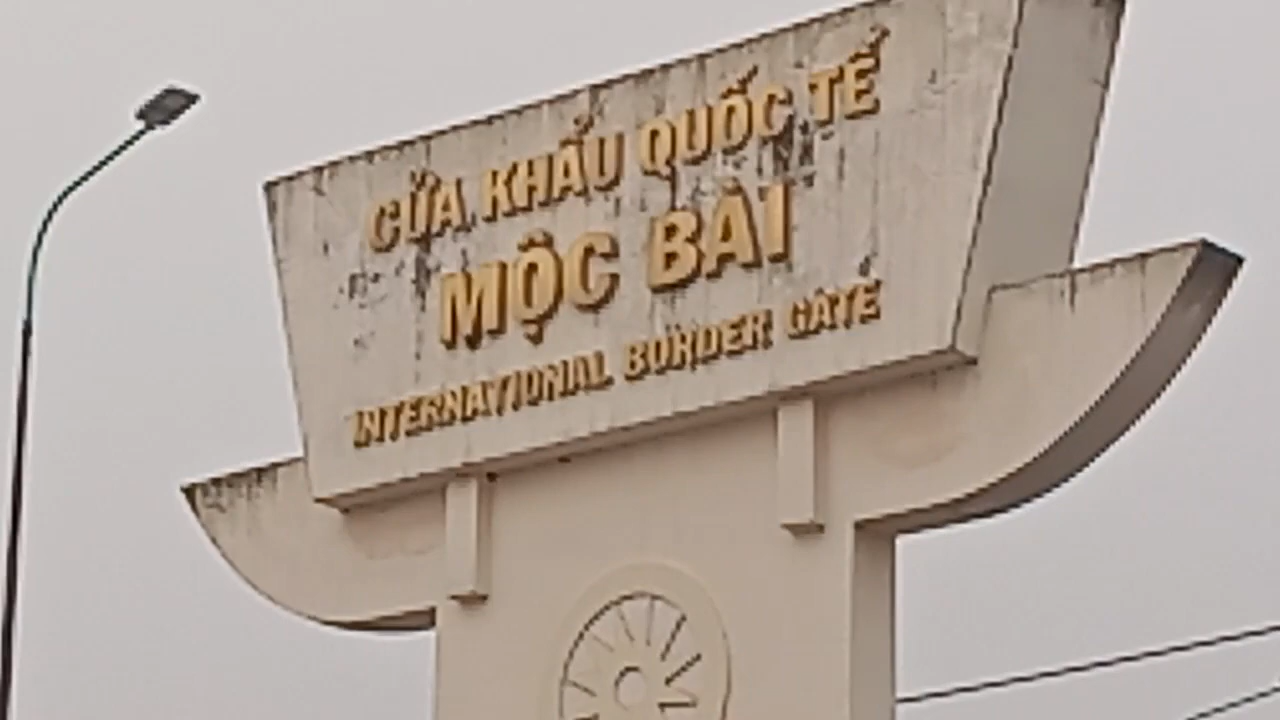 CỬA KHẨU QUỐC TẾ
MỘC BÀI
INTERNATIONAL BORDER GATE